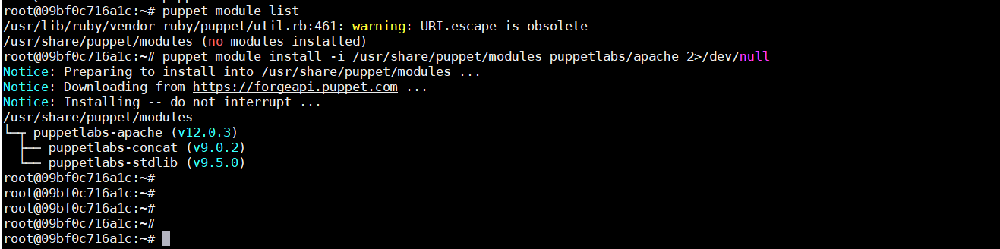 root@09bf0c716a1c:~# puppet module list
/usr/lib/ruby/vendor_ruby/puppet/util.rb:461: warning: URI.escape is obsolete
/usr/share/puppet/modules (no modules installed)
root@09bf0c716a1c:~# puppet module install -i /usr/share/puppet/modules puppetlabs/apache 2>/dev/null
Notice: Preparing to install into /usr/share/puppet/modules ...
Notice: Downloading from https://forgeapi.puppet.com ...
Notice: Installing -- do not interrupt ...
/usr/share/puppet/modules
└─┬ puppetlabs-apache (v12.0.3)
  ├── puppetlabs-concat (v9.0.2)
  └── puppetlabs-stdlib (v9.5.0)
root@09bf0c716a1c:~#
root@09bf0c716a1c:~#
root@09bf0c716a1c:~#
root@09bf0c716a1c:~#
root@09bf0c716a1c:~#